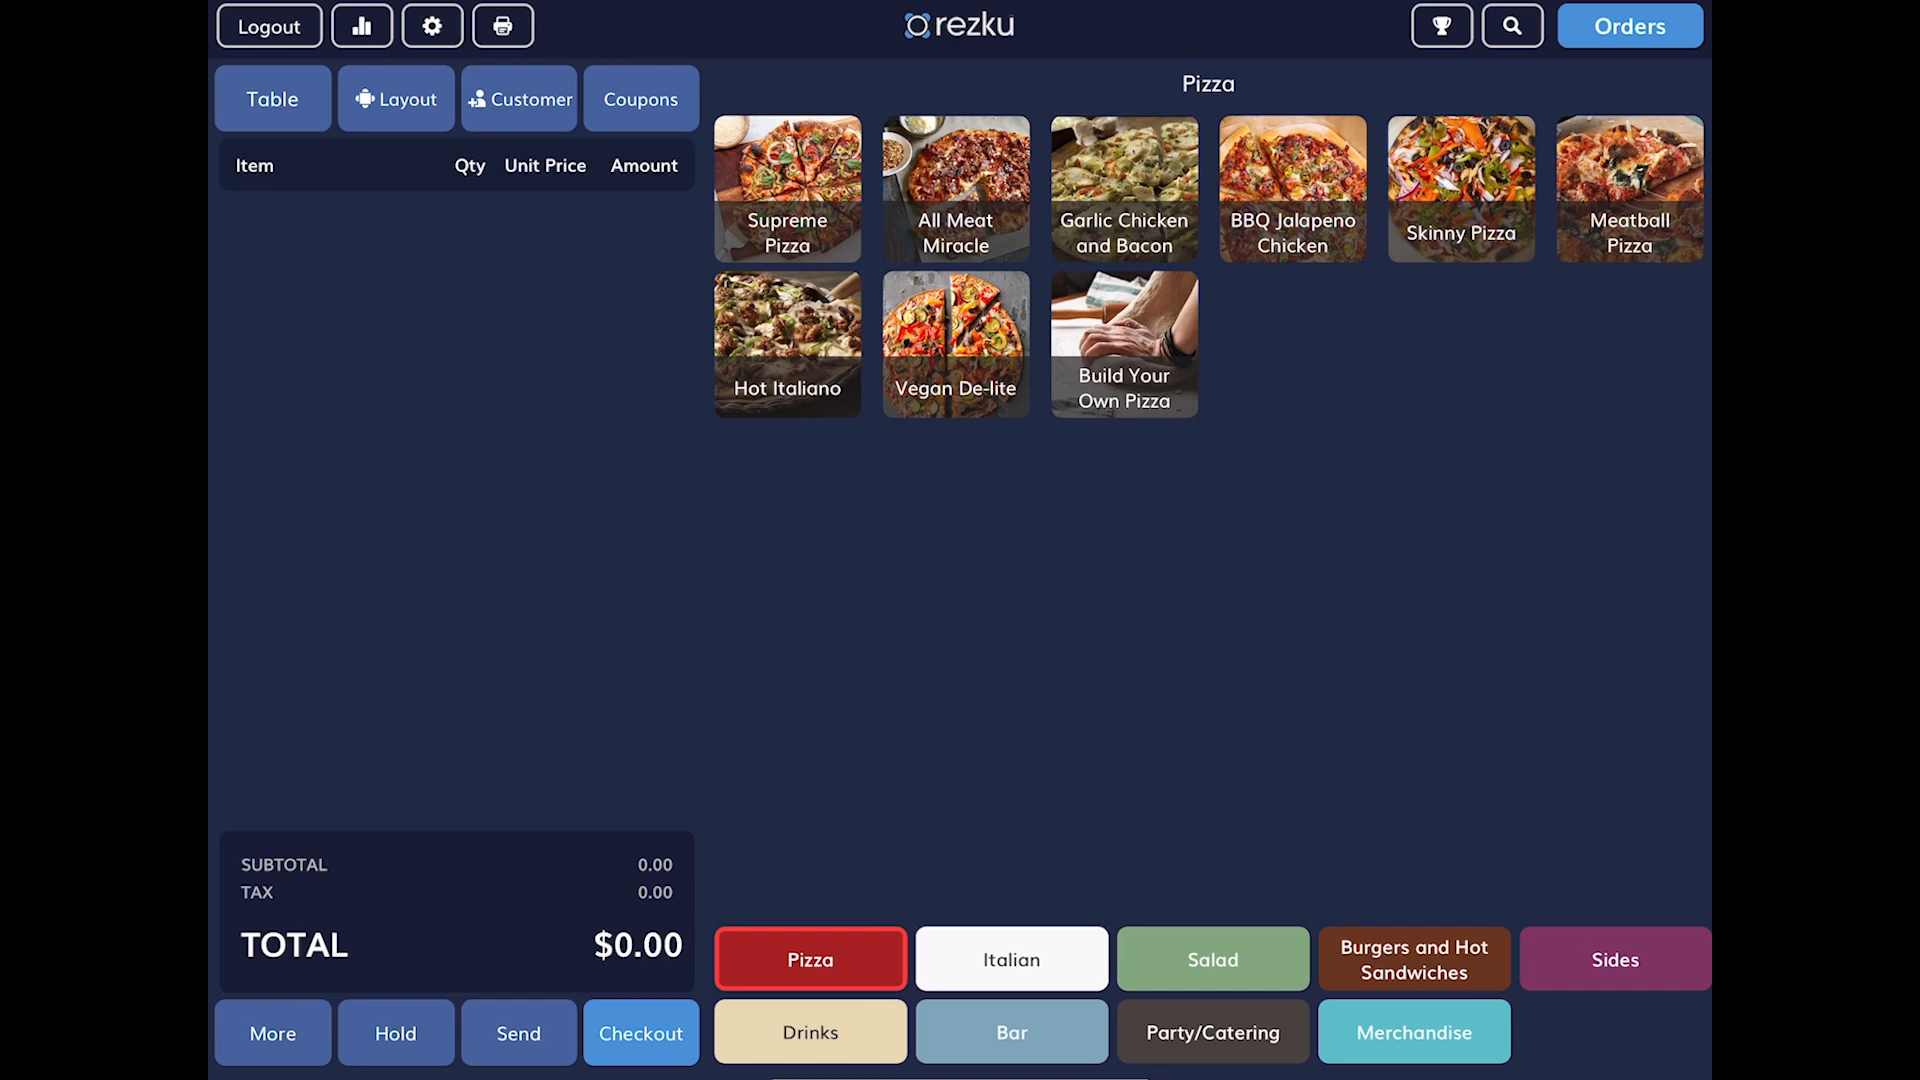 Logout
rezku
Orders
Table
Layout
Customer
Coupons
Pizza
Item Qty Unit Price Amount
Supreme
Pizza
All Meat
Miracle
Garlic Chicken
and Bacon
BBQ Jalapeno
Chicken
Skinny Pizza
Meatball
Pizza
Hot Italiano
Vegan De-lite
Build Your
Own Pizza
SUBTOTAL 0.00
TAX 0.00
TOTAL $0.00
Pizza
Italian
Salad
Burgers and Hot
Sandwiches
Sides
More
Hold
Send
Checkout
Drinks
Bar
Party/Catering
Merchandise